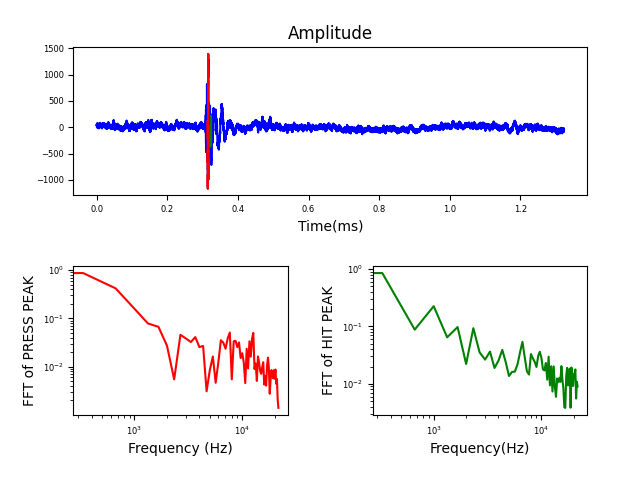 Amplitude
1500
1000
500
0
−500
−1000
0.0 0.2 0.4 0.6 0.8 1.0 1.2
Time(ms)
FFT of PRESS PEAK
10⁰
10⁻¹
10⁻²
10³ 10⁴
Frequency (Hz)
FFT of HIT PEAK
10⁰
10⁻¹
10⁻²
10³ 10⁴
Frequency(Hz)